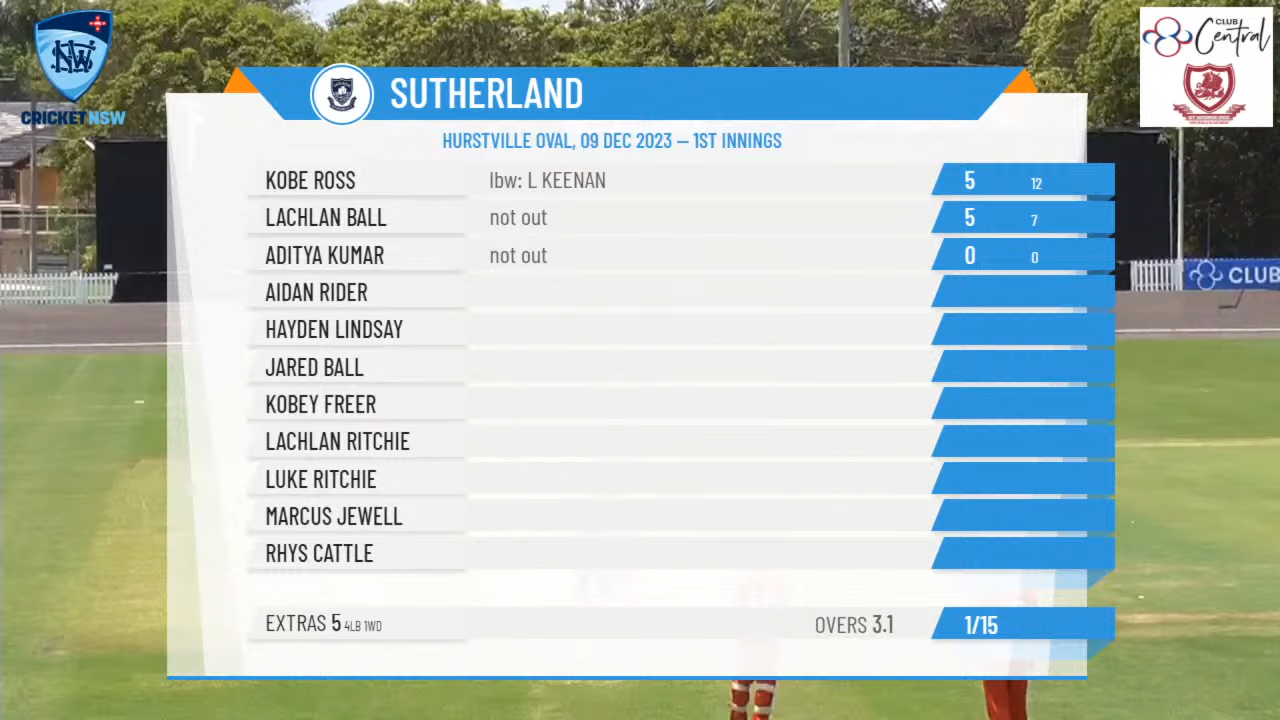 CRICKET NSW
CLUB
Central
SUTHERLAND
HURSTVILLE OVAL, 09 DEC 2023 – 1ST INNINGS
KOBE ROSS lbw: L KEENAN 5 12
LACHLAN BALL not out 5 7
ADITYA KUMAR not out 0 0
AIDAN RIDER
HAYDEN LINDSAY
JARED BALL
KOBEY FREER
LACHLAN RITCHIE
LUKE RITCHIE
MARCUS JEWELL
RHYS CATTLE
EXTRAS 5 4LB 1WD OVERS 3.1 1/15
CLUB